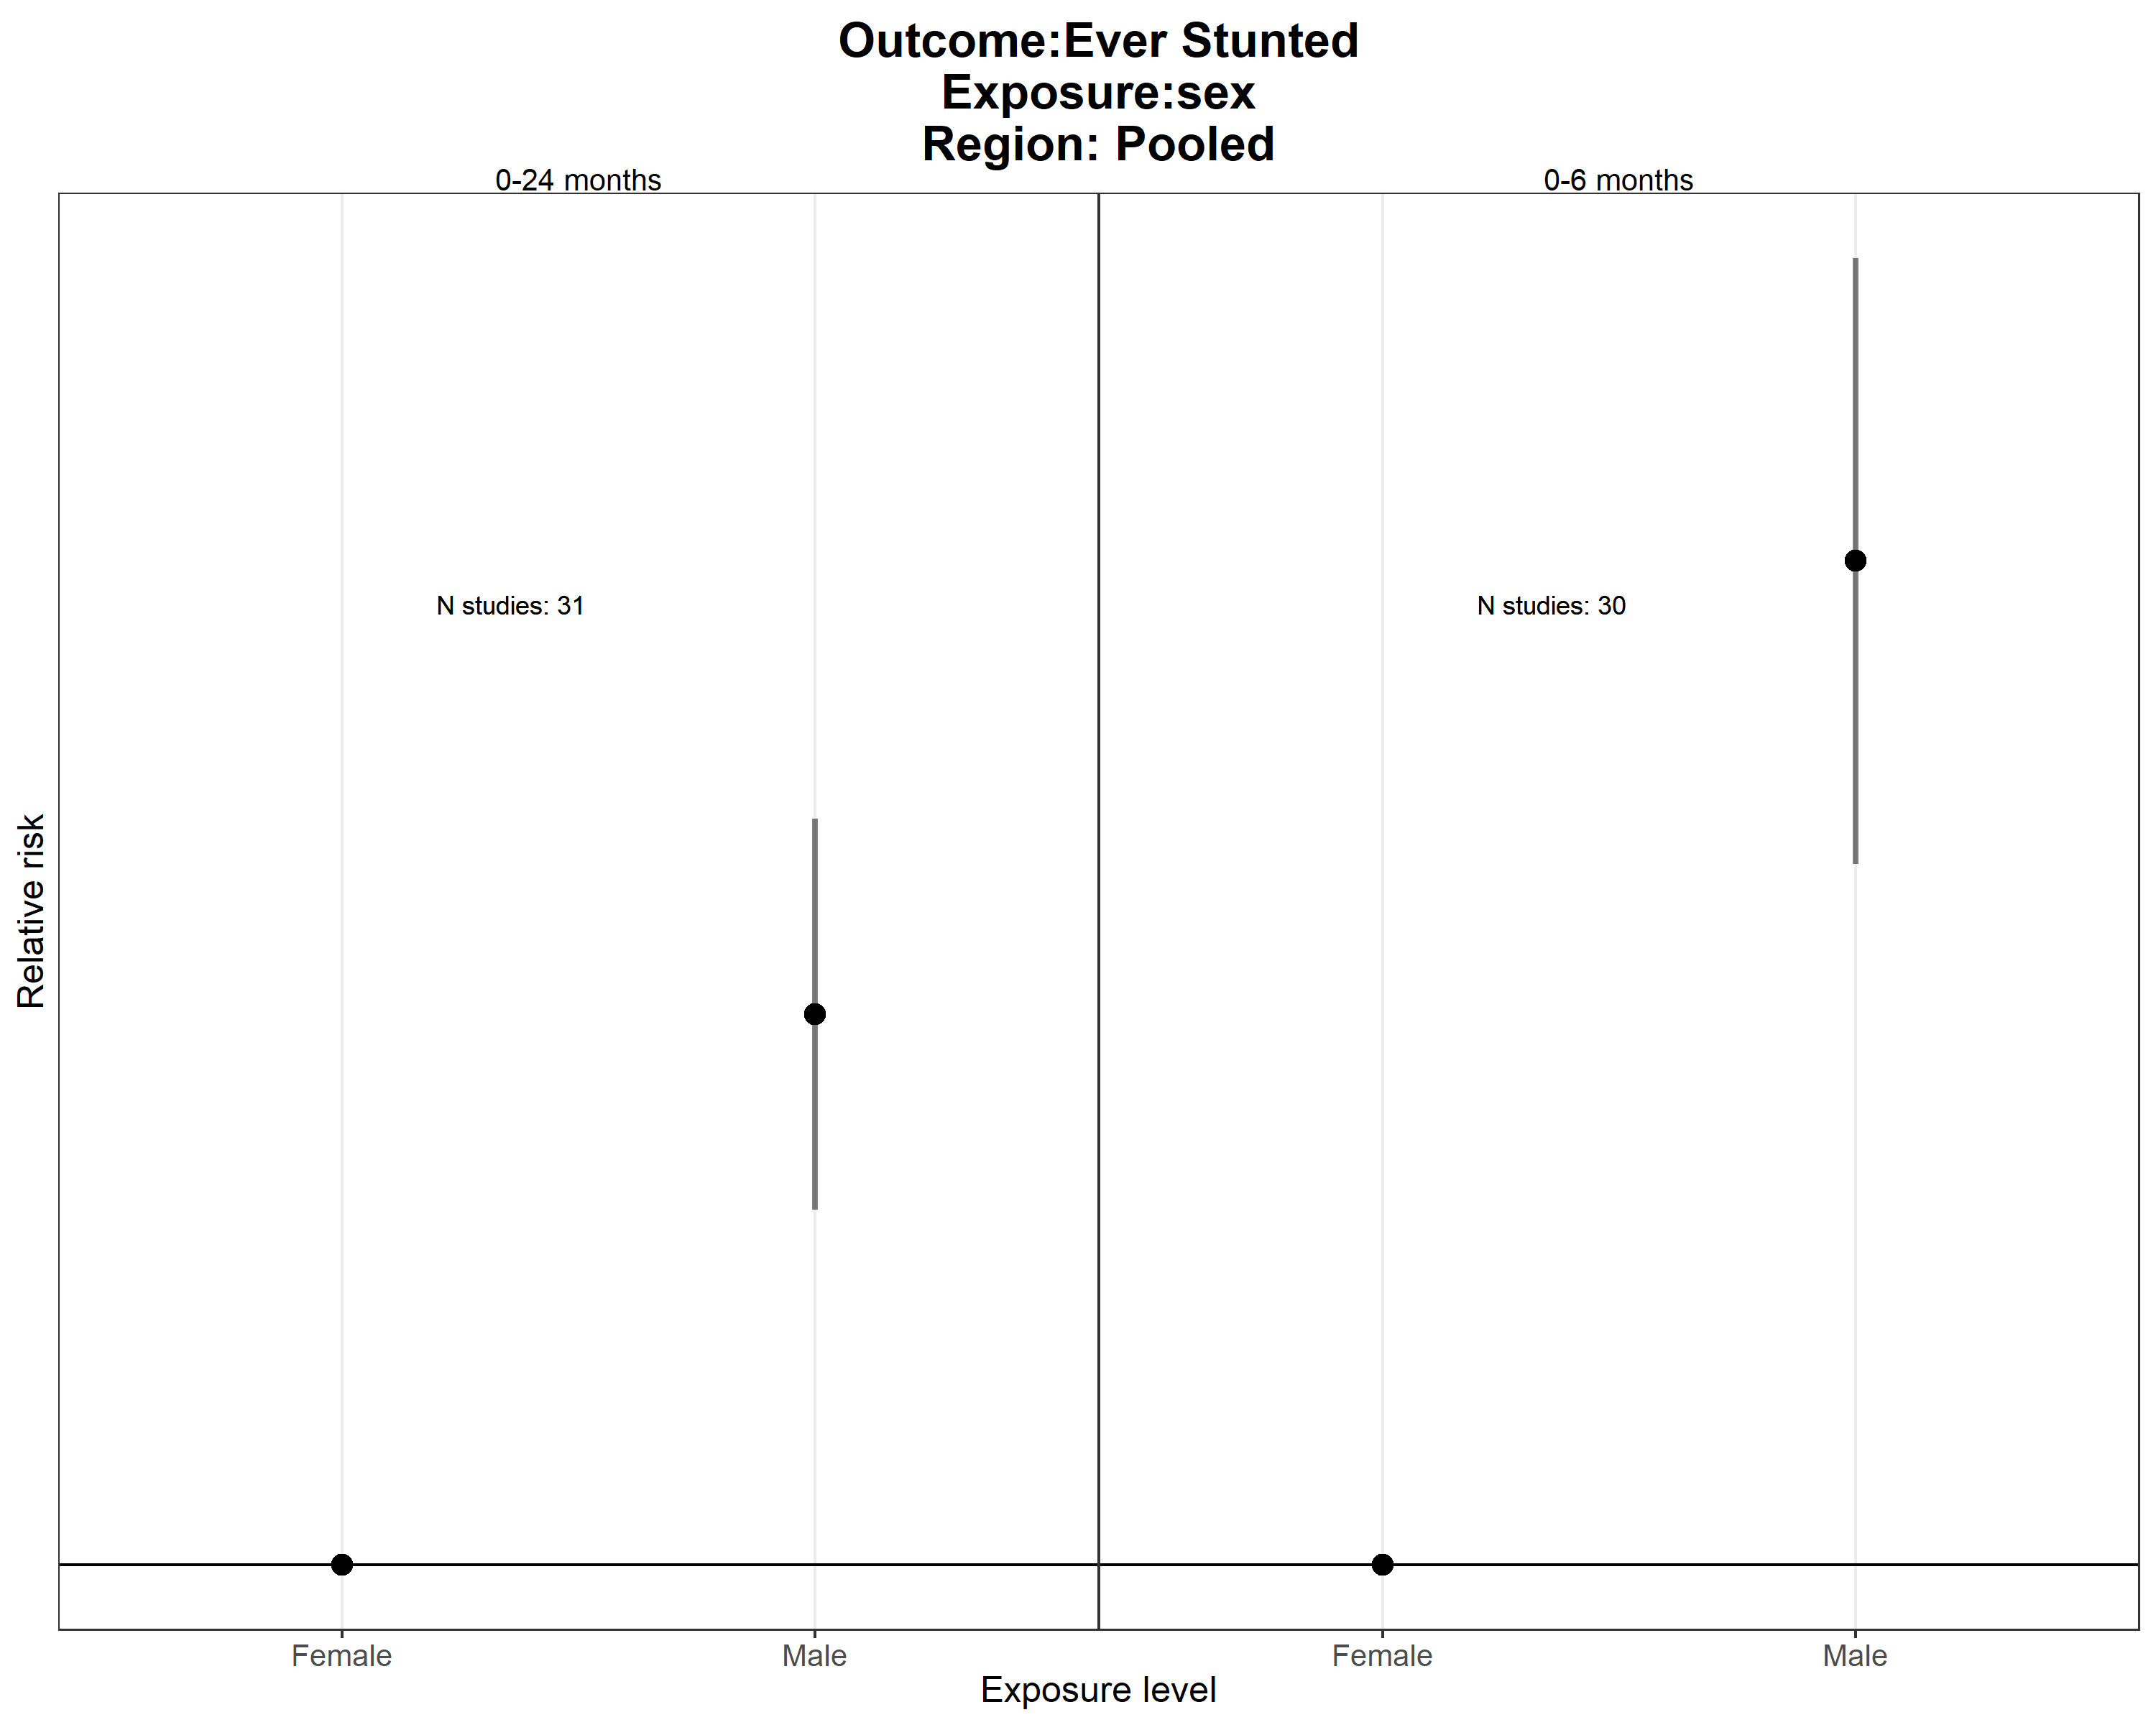 Outcome:Ever Stunted
Exposure:sex
Region: Pooled
0-24 months
0-6 months
N studies: 31
N studies: 30
Relative risk
Female
Male
Female
Male
Exposure level